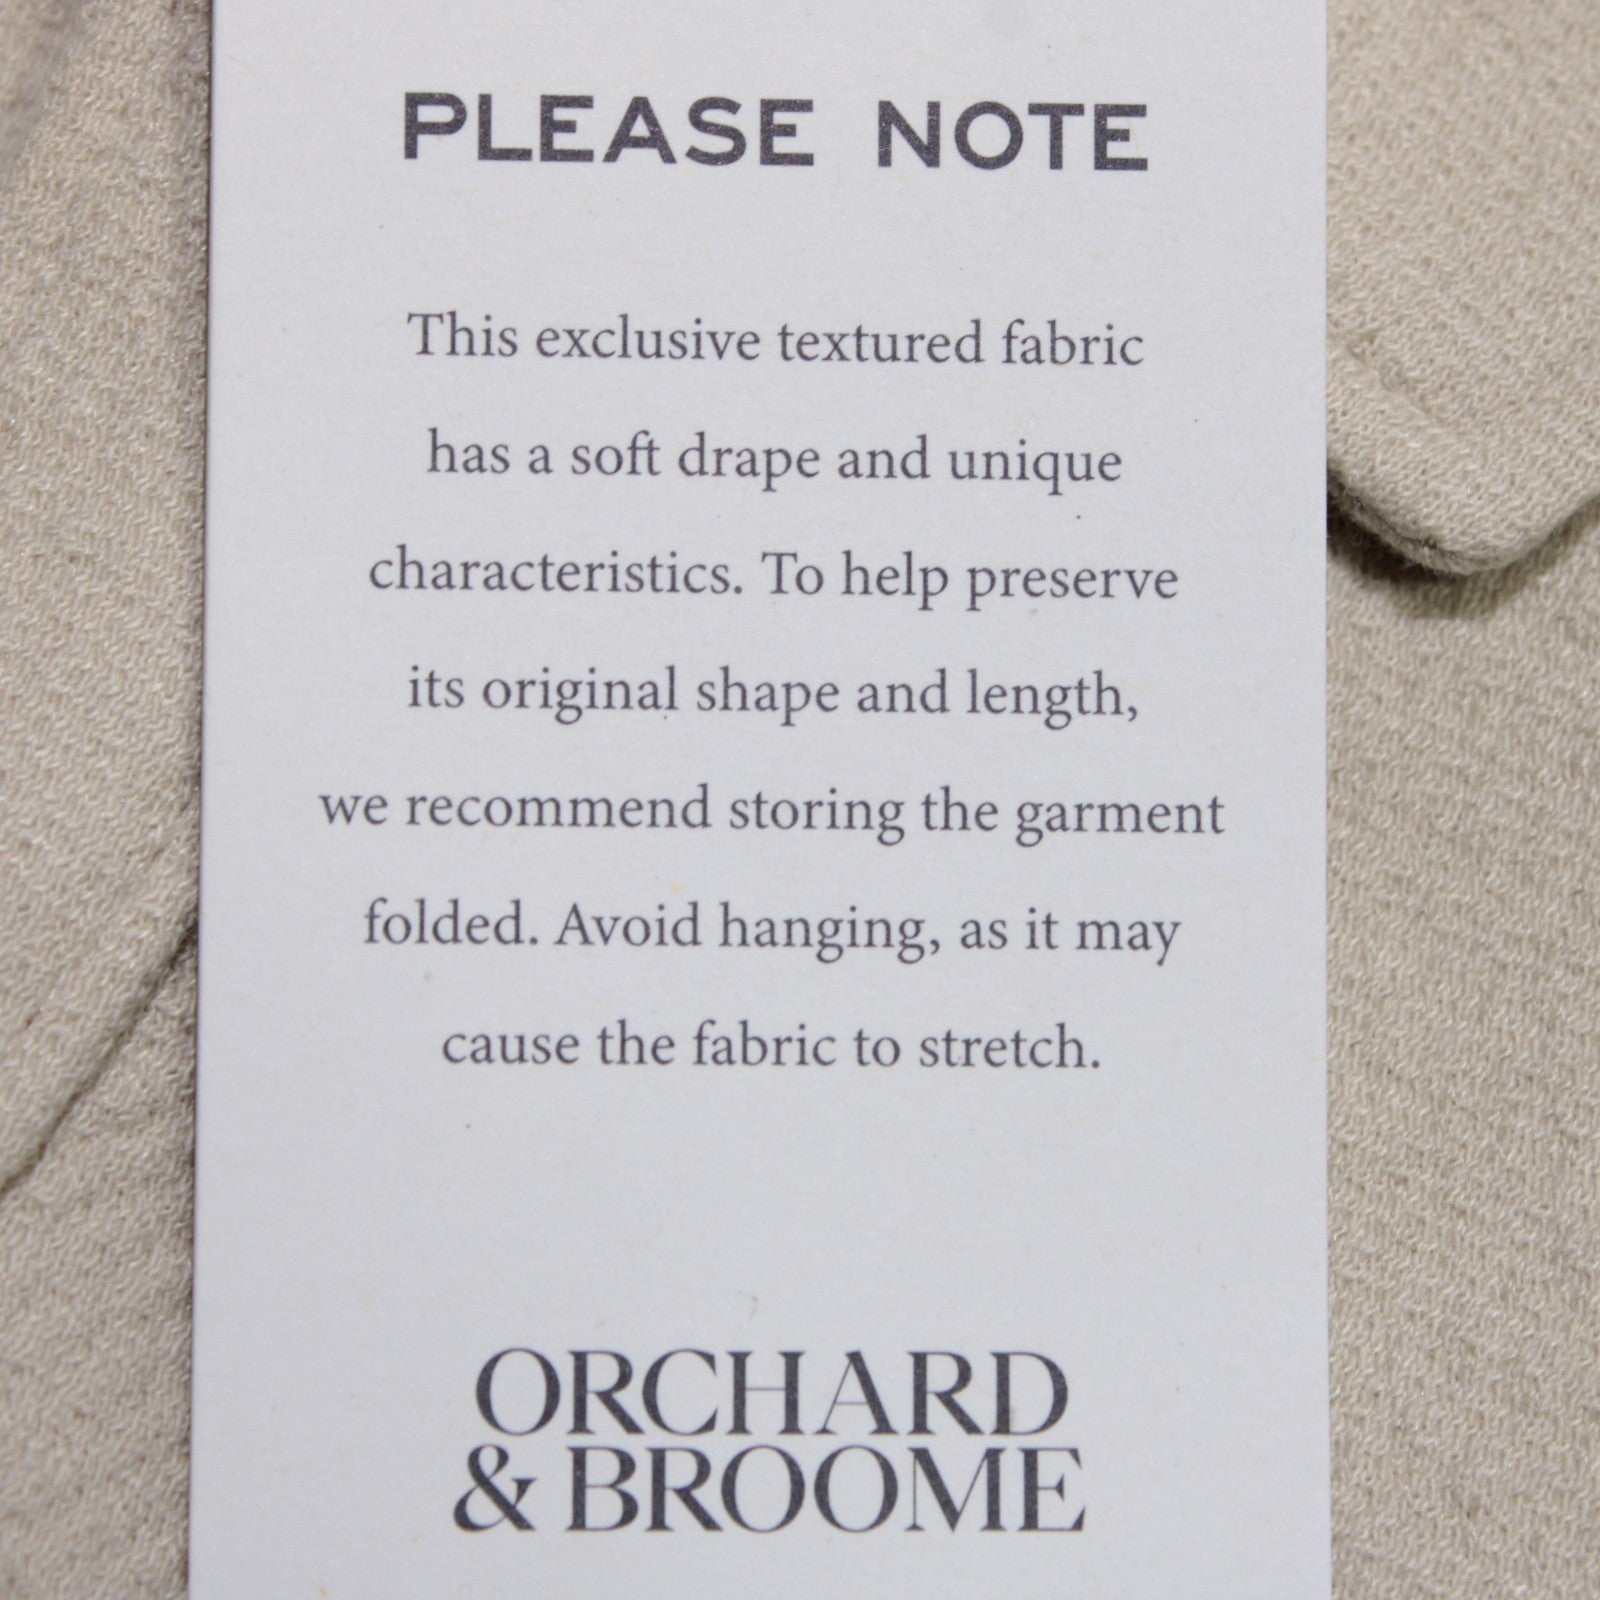 PLEASE NOTE
This exclusive textured fabric
has a soft drape and unique
characteristics. To help preserve
its original shape and length,
we recommend storing the garment
folded. Avoid hanging, as it may
cause the fabric to stretch.
ORCHARD
& BROOME